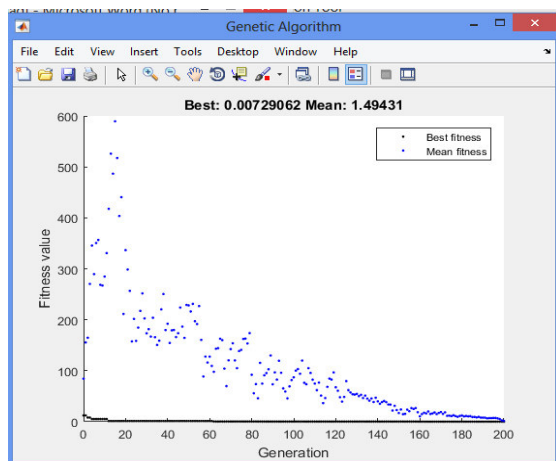 Genetic Algorithm
File Edit View Insert Tools Desktop Window Help
Best: 0.00729062 Mean: 1.49431
Best fitness
Mean fitness
Fitness value
600
500
400
300
200
100
0
0 20 40 60 80 100 120 140 160 180 200
Generation